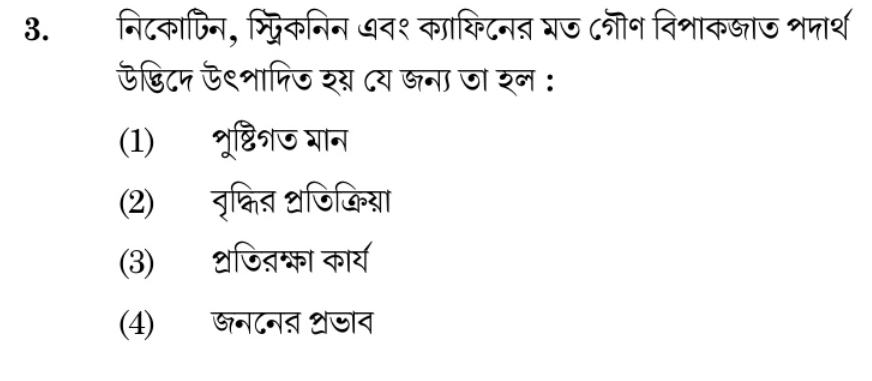 3. নিকোটিন, স্ট্রিকনিন এবং ক্যাফিনের মত গৌণ বিপাকজাত পদার্থ
উদ্ভিদে উৎপাদিত হয় যে জন্য তা হল :
(1) পুষ্টিগত মান
(2) বৃদ্ধির প্রতিক্রিয়া
(3) প্রতিরক্ষা কার্য
(4) জননের প্রভাব